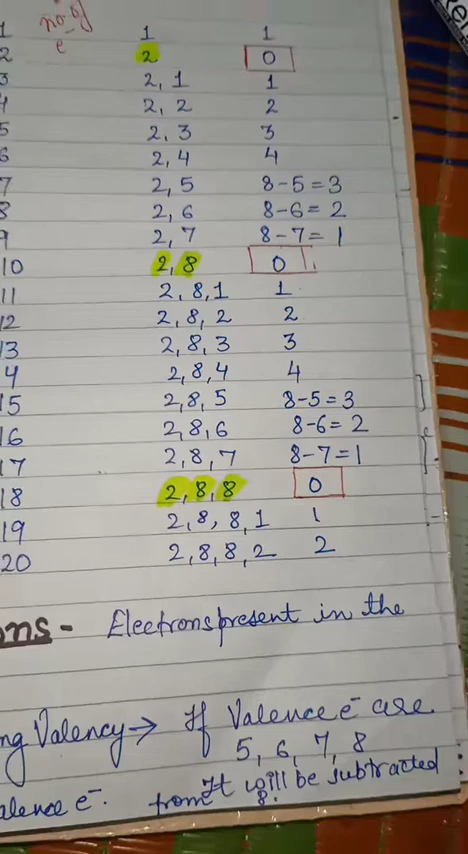 no. of
e-
1 1 1
2 2 0
3 2, 1 1
4 2, 2 2
5 2, 3 3
6 2, 4 4
7 2, 5 8-5=3
8 2, 6 8-6=2
9 2, 7 8-7=1
10 2, 8 0
11 2, 8, 1 1
12 2, 8, 2 2
13 2, 8, 3 3
4 2, 8, 4 4
15 2, 8, 5 8-5=3
16 2, 8, 6 8-6=2
17 2, 8, 7 8-7=1
18 2, 8, 8 0
19 2, 8, 8, 1 1
20 2, 8, 8, 2 2
ons - Electrons present in the
ng Valency → If Valence e- are
5, 6, 7, 8
alence e-. It will be subtracted
from 8.